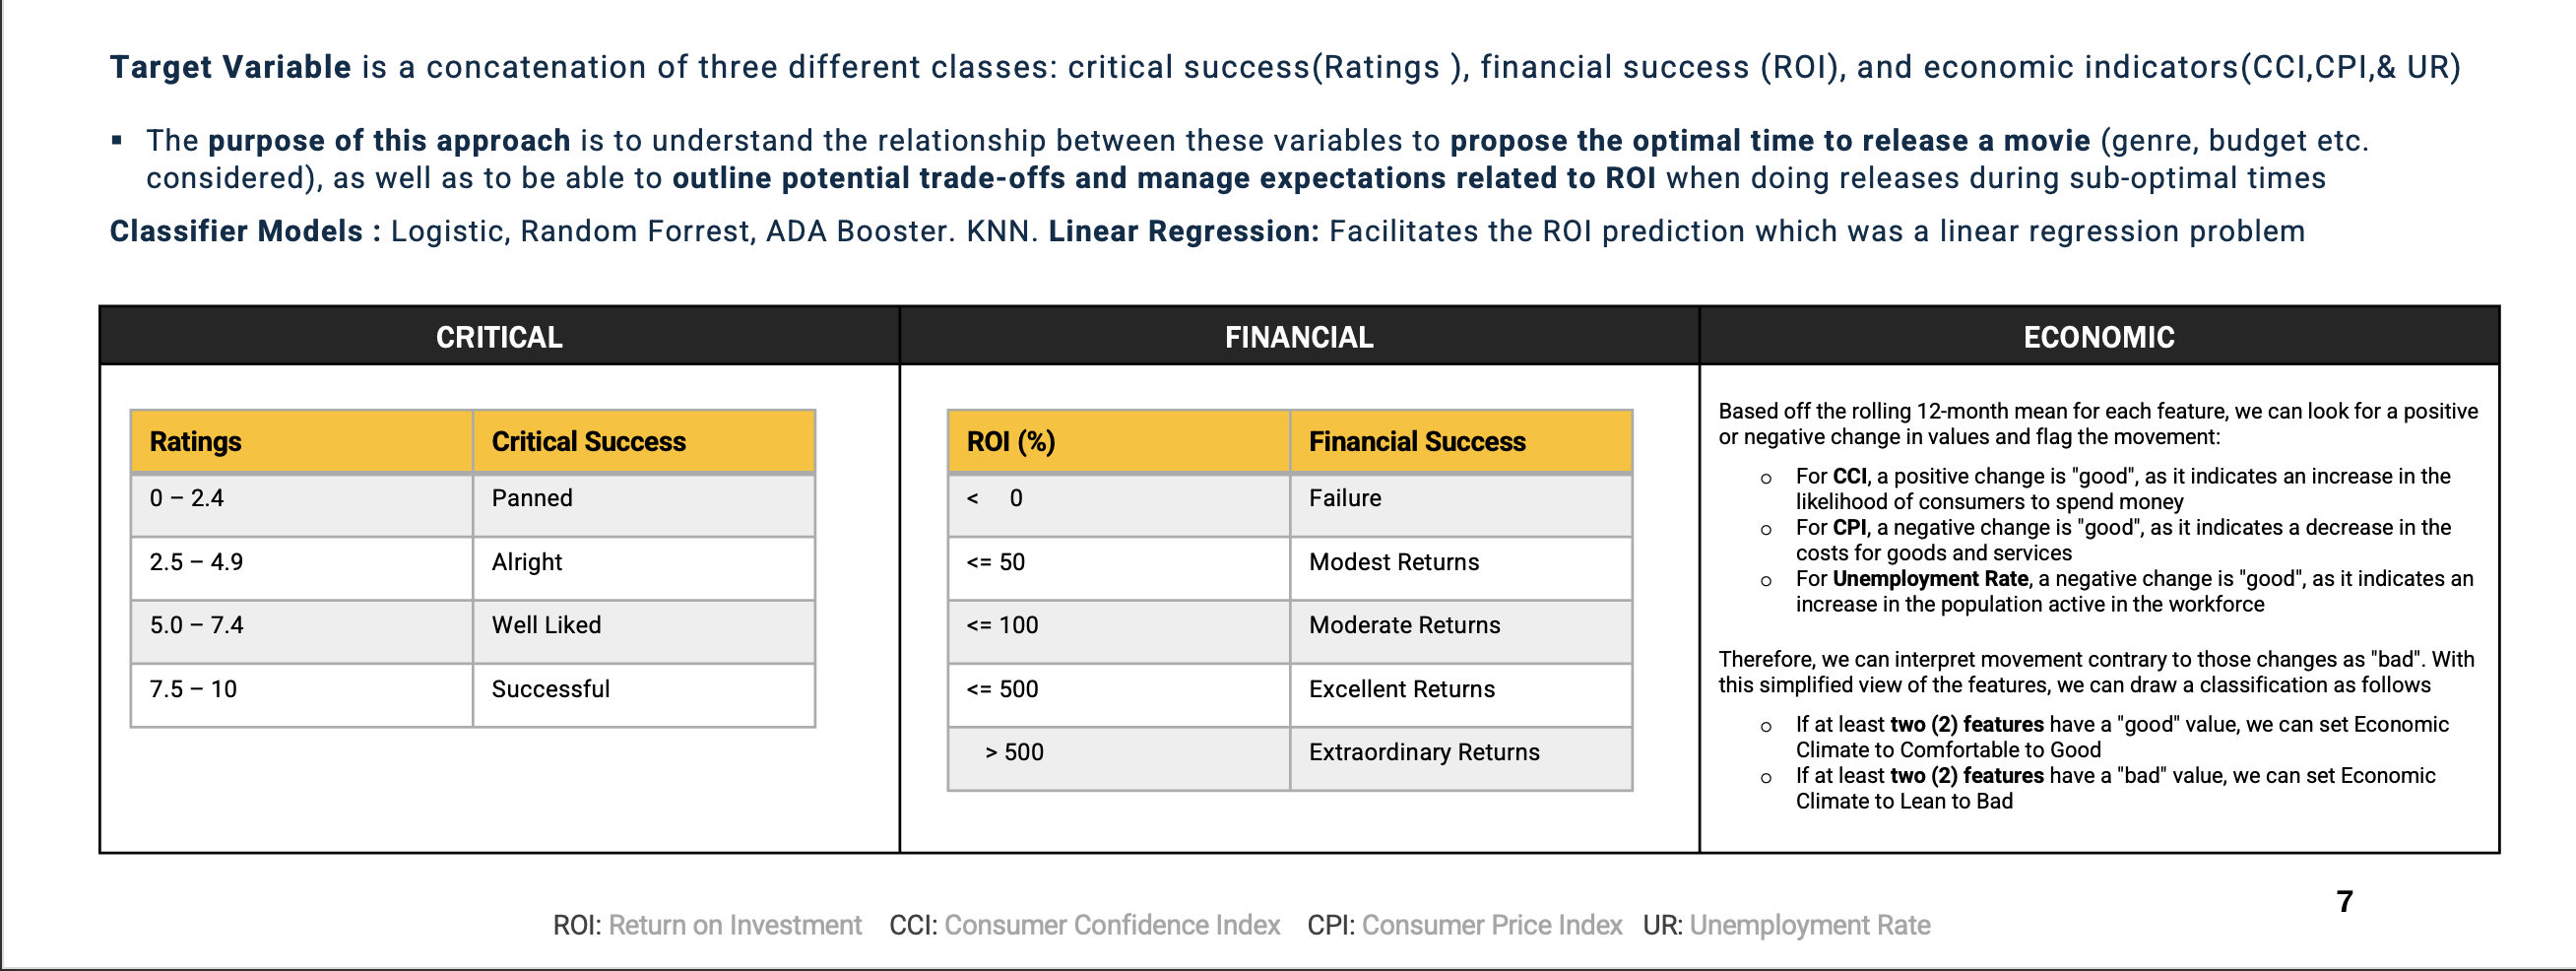 Target Variable is a concatenation of three different classes: critical success(Ratings ), financial success (ROI), and economic indicators(CCI,CPI,& UR)
▪ The purpose of this approach is to understand the relationship between these variables to propose the optimal time to release a movie (genre, budget etc.
considered), as well as to be able to outline potential trade-offs and manage expectations related to ROI when doing releases during sub-optimal times
Classifier Models : Logistic, Random Forrest, ADA Booster. KNN. Linear Regression: Facilitates the ROI prediction which was a linear regression problem
CRITICAL
Ratings Critical Success
0 – 2.4 Panned
2.5 – 4.9 Alright
5.0 – 7.4 Well Liked
7.5 – 10 Successful
FINANCIAL
ROI (%) Financial Success
< 0 Failure
<= 50 Modest Returns
<= 100 Moderate Returns
<= 500 Excellent Returns
> 500 Extraordinary Returns
ECONOMIC
Based off the rolling 12-month mean for each feature, we can look for a positive
or negative change in values and flag the movement:
o For CCI, a positive change is "good", as it indicates an increase in the
likelihood of consumers to spend money
o For CPI, a negative change is "good", as it indicates a decrease in the
costs for goods and services
o For Unemployment Rate, a negative change is "good", as it indicates an
increase in the population active in the workforce
Therefore, we can interpret movement contrary to those changes as "bad". With
this simplified view of the features, we can draw a classification as follows
o If at least two (2) features have a "good" value, we can set Economic
Climate to Comfortable to Good
o If at least two (2) features have a "bad" value, we can set Economic
Climate to Lean to Bad
7
ROI: Return on Investment CCI: Consumer Confidence Index CPI: Consumer Price Index UR: Unemployment Rate